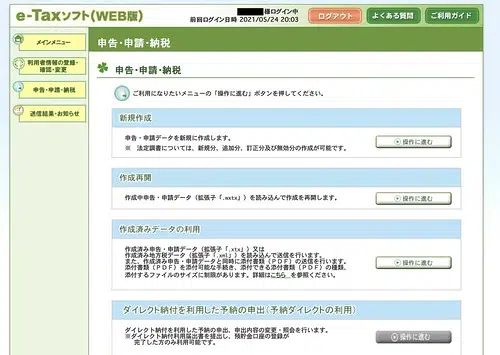 e-Taxソフト(WEB版)
様ログイン中
前回ログイン日時 2021/05/24 20:03
ログアウト
よくある質問
ご利用ガイド
メインメニュー
利用者情報の登録・
確認・変更
申告・申請・納税
送信結果・お知らせ
申告・申請・納税
申告・申請・納税
ご利用になりたいメニューの「操作に進む」ボタンを押してください。
新規作成
申告・申請データを新規に作成します。
※ 法定調書については、新規分、追加分、訂正分及び無効分の作成が可能です。
操作に進む
作成再開
作成中申告・申請データ(拡張子「.wxtx」)を読み込んで作成を再開します。
操作に進む
作成済みデータの利用
作成済み申告・申請データ(拡張子「.xtx」)又は
作成済み地方税データ(拡張子「.xml」)を読み込んで送信を行います。
また、作成済み申告・申請データと同時に添付書類(PDF)の送信を行います。
添付書類(PDF)を添付可能な手続き、添付できる添付書類(PDF)の種類、
添付するファイルのサイズに制限があります。詳細はこちらを参照ください。
操作に進む
ダイレクト納付を利用した予納の申出(予納ダイレクトの利用)
ダイレクト納付を利用した予納の申出、申出内容の変更・照会を行います。
※ダイレクト納付利用届出書を提出し、預貯金口座の登録が
完了した方のみ利用可能です。
操作に進む